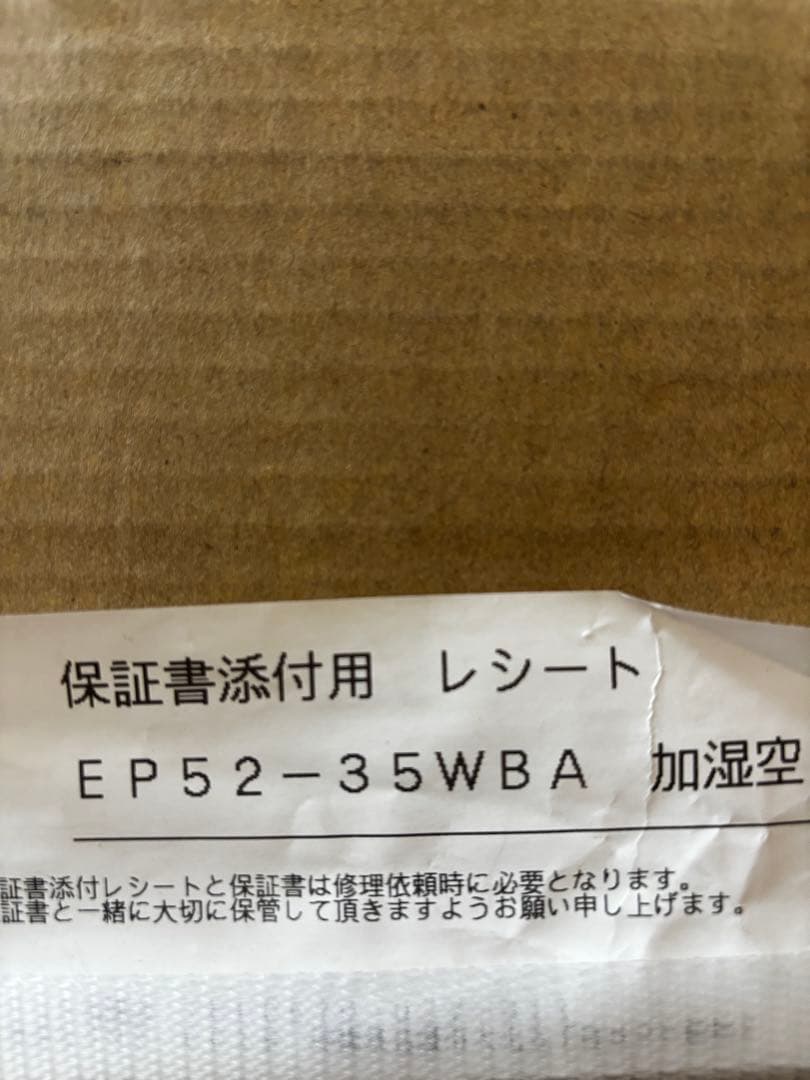 保証書添付用　レシート
ＥＰ５２－３５ＷＢＡ　加湿空
証書添付レシートと保証書は修理依頼時に必要となります。
証書と一緒に大切に保管して頂きますようお願い申し上げます。